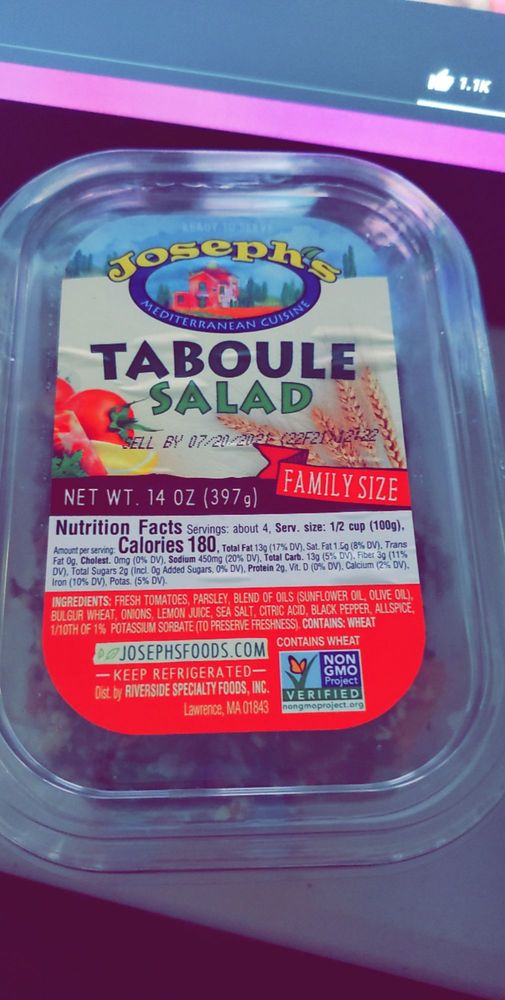 1.1K
READY TO SERVE
Joseph's
MEDITERRANEAN CUISINE
TABOULE
SALAD
SELL BY 07/20/2021 (22F21) 12:22
FAMILY SIZE
NET WT. 14 OZ (397g)
Nutrition Facts Servings: about 4, Serv. size: 1/2 cup (100g),
Amount per serving: Calories 180, Total Fat 13g (17% DV), Sat. Fat 1.5g (8% DV), Trans
Fat 0g, Cholest. 0mg (0% DV), Sodium 450mg (20% DV), Total Carb. 13g (5% DV), Fiber 3g (11%
DV), Total Sugars 2g (Incl. 0g Added Sugars, 0% DV), Protein 2g, Vit. D (0% DV), Calcium (2% DV),
Iron (10% DV), Potas. (5% DV).
INGREDIENTS: FRESH TOMATOES, PARSLEY, BLEND OF OILS (SUNFLOWER OIL, OLIVE OIL),
BULGUR WHEAT, ONIONS, LEMON JUICE, SEA SALT, CITRIC ACID, BLACK PEPPER, ALLSPICE,
1/10TH OF 1% POTASSIUM SORBATE (TO PRESERVE FRESHNESS). CONTAINS: WHEAT
JOSEPHSFOODS.COM
CONTAINS WHEAT
KEEP REFRIGERATED
Dist. by RIVERSIDE SPECIALTY FOODS, INC.
Lawrence, MA 01843
NON
GMO
Project
VERIFIED
nongmoproject.org